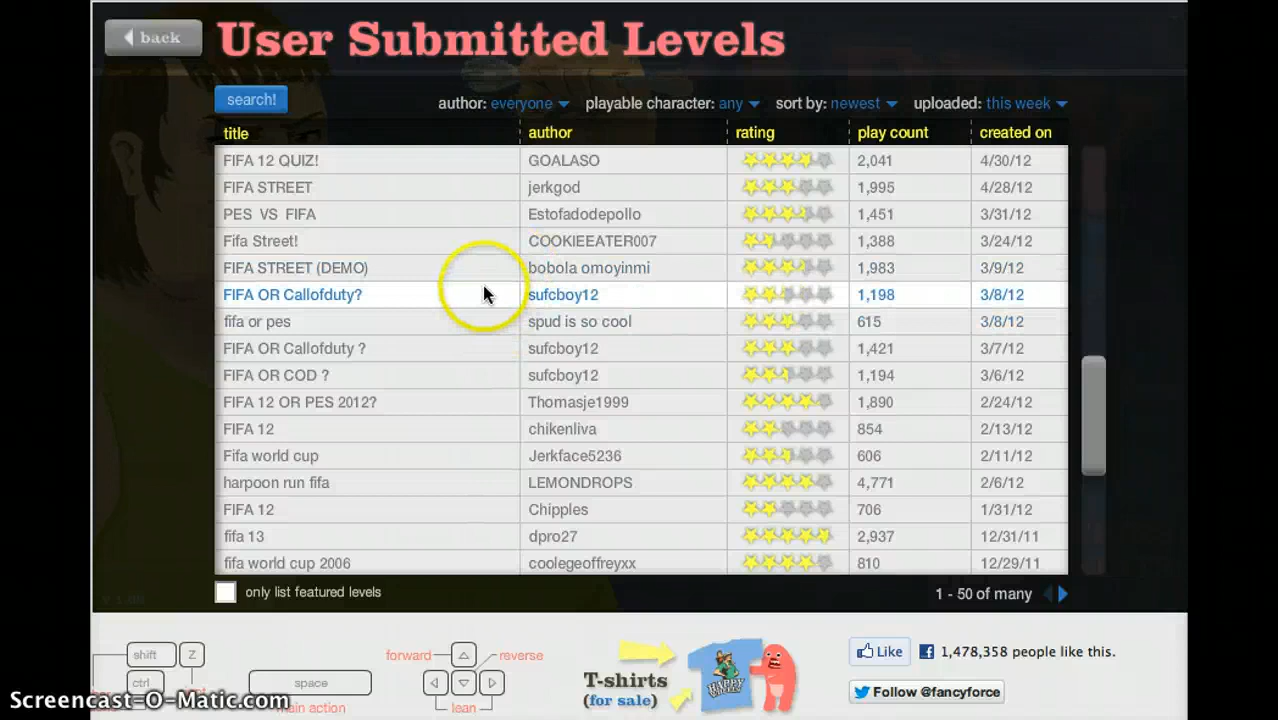 back
User Submitted Levels
search!
author: everyone playable character: any sort by: newest uploaded: this week
title author rating play count created on
FIFA 12 QUIZ! GOALASO 2,041 4/30/12
FIFA STREET jerkgod 1,995 4/28/12
PES VS FIFA Estofadodepollo 1,451 3/31/12
Fifa Street! COOKIEEATER007 1,388 3/24/12
FIFA STREET (DEMO) bobola omoyinmi 1,983 3/9/12
FIFA OR Callofduty? sufcboy12 1,198 3/8/12
fifa or pes spud is so cool 615 3/8/12
FIFA OR Callofduty ? sufcboy12 1,421 3/7/12
FIFA OR COD ? sufcboy12 1,194 3/6/12
FIFA 12 OR PES 2012? Thomasje1999 1,890 2/24/12
FIFA 12 chikenliva 854 2/13/12
Fifa world cup Jerkface5236 606 2/11/12
harpoon run fifa LEMONDROPS 4,771 2/6/12
FIFA 12 Chipples 706 1/31/12
fifa 13 dpro27 2,937 12/31/11
fifa world cup 2006 coolegeoffreyxx 810 12/29/11
only list featured levels 1 - 50 of many
shift Z
forward reverse
ctrl space
main action
lean
T-shirts
(for sale)
HAPPY
Like 1,478,358 people like this.
Follow @fancyforce
Screencast-O-Matic.com